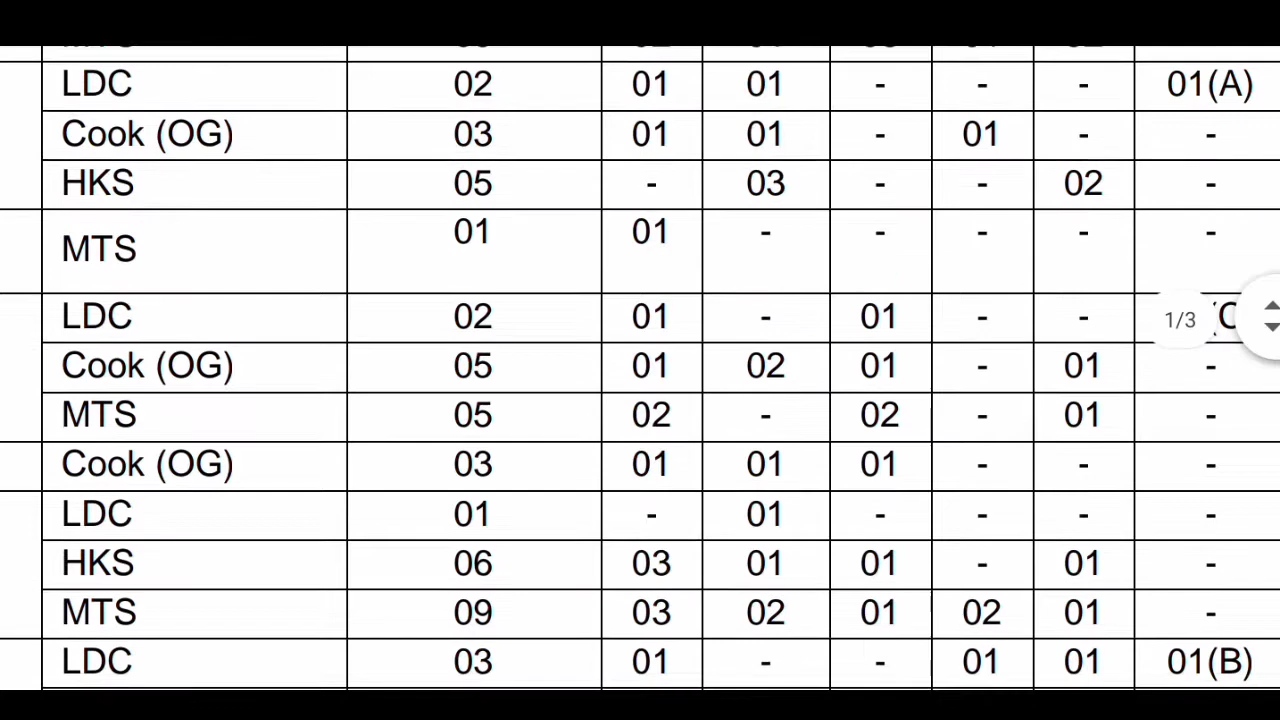 LDC 02 01 01 - - - 01(A)
Cook (OG) 03 01 01 - 01 - -
HKS 05 - 03 - - 02 -
MTS 01 01 - - - - -
LDC 02 01 - 01 - -
1/3
Cook (OG) 05 01 02 01 - 01 -
MTS 05 02 - 02 - 01 -
Cook (OG) 03 01 01 01 - - -
LDC 01 - 01 - - - -
HKS 06 03 01 01 - 01 -
MTS 09 03 02 01 02 01 -
LDC 03 01 - - 01 01 01(B)